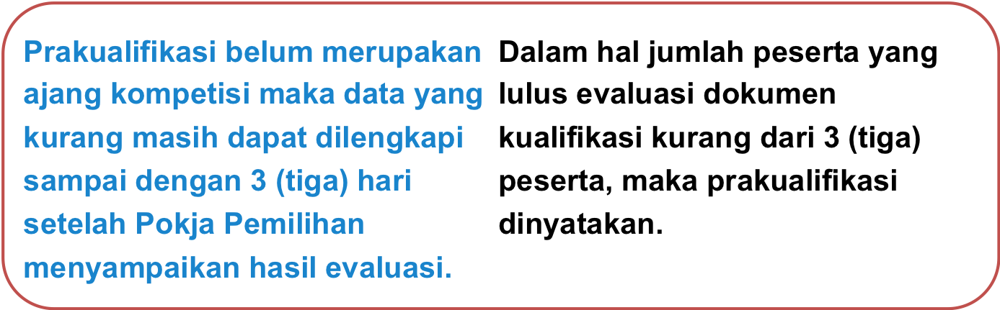 Prakualifikasi belum merupakan
ajang kompetisi maka data yang
kurang masih dapat dilengkapi
sampai dengan 3 (tiga) hari
setelah Pokja Pemilihan
menyampaikan hasil evaluasi.
Dalam hal jumlah peserta yang
lulus evaluasi dokumen
kualifikasi kurang dari 3 (tiga)
peserta, maka prakualifikasi
dinyatakan.